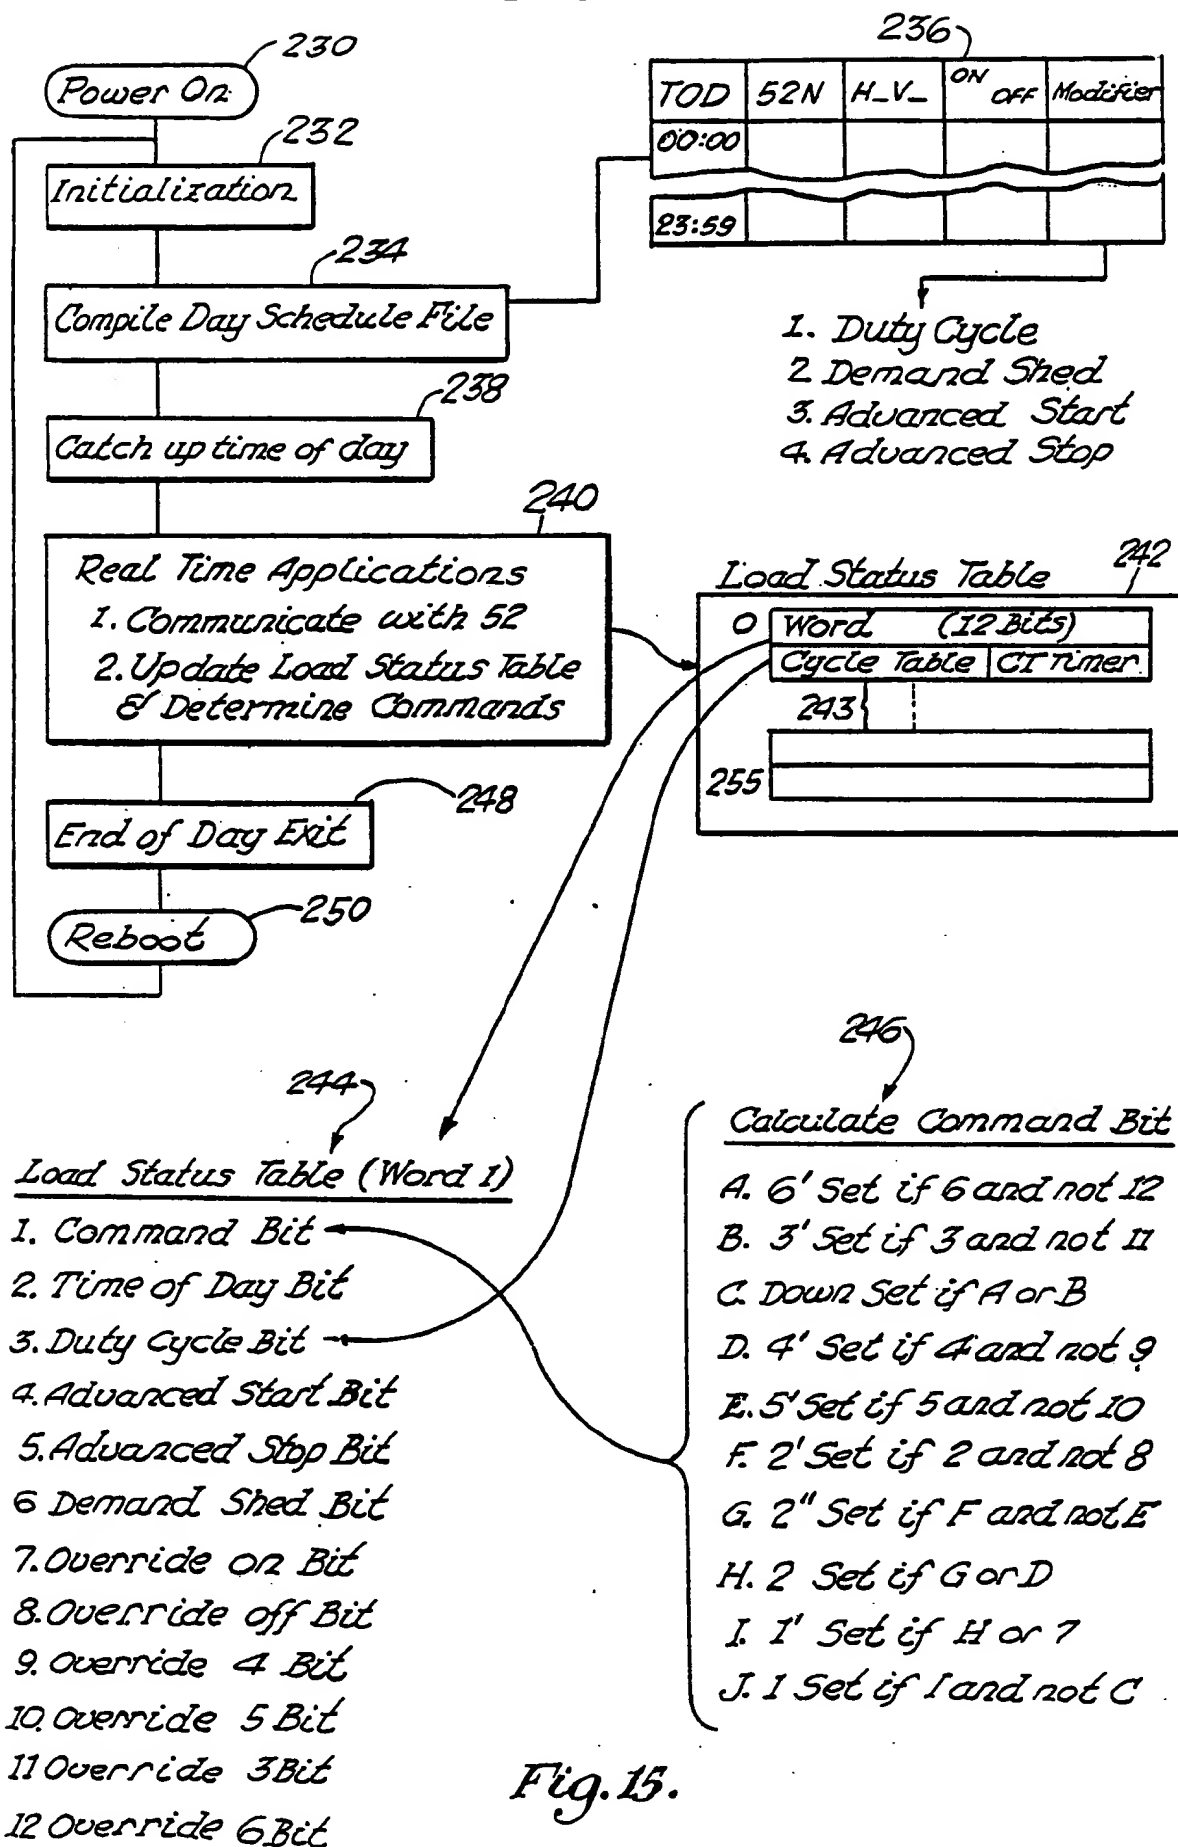 230
Power On
232
Initialization
234
Compile Day Schedule File
238
Catch up time of day
240
Real Time Applications
1. Communicate with 52
2. Update Load Status Table
& Determine Commands
248
End of Day Exit
250
Reboot
236
TOD 52N H_V_ ON OFF Modifier
00:00
23:59
1. Duty Cycle
2 Demand Shed
3. Advanced Start
4. Advanced Stop
242
Load Status Table
0 Word (12 Bits)
Cycle Table CT Timer
243
255
244
Load Status Table (Word 1)
1. Command Bit
2. Time of Day Bit
3. Duty Cycle Bit
4. Advanced Start Bit
5. Advanced Stop Bit
6 Demand Shed Bit
7. Override on Bit
8. Override off Bit
9. Override 4 Bit
10. Override 5 Bit
11 Override 3 Bit
12 Override 6 Bit
246
Calculate Command Bit
A. 6' Set if 6 and not 12
B. 3' Set if 3 and not 11
C. Down Set if A or B
D. 4' Set if 4 and not 9
E. 5' Set if 5 and not 10
F. 2' Set if 2 and not 8
G. 2" Set if F and not E
H. 2 Set if G or D
I. 1' Set if H or 7
J. 1 Set if I and not C
Fig. 15.